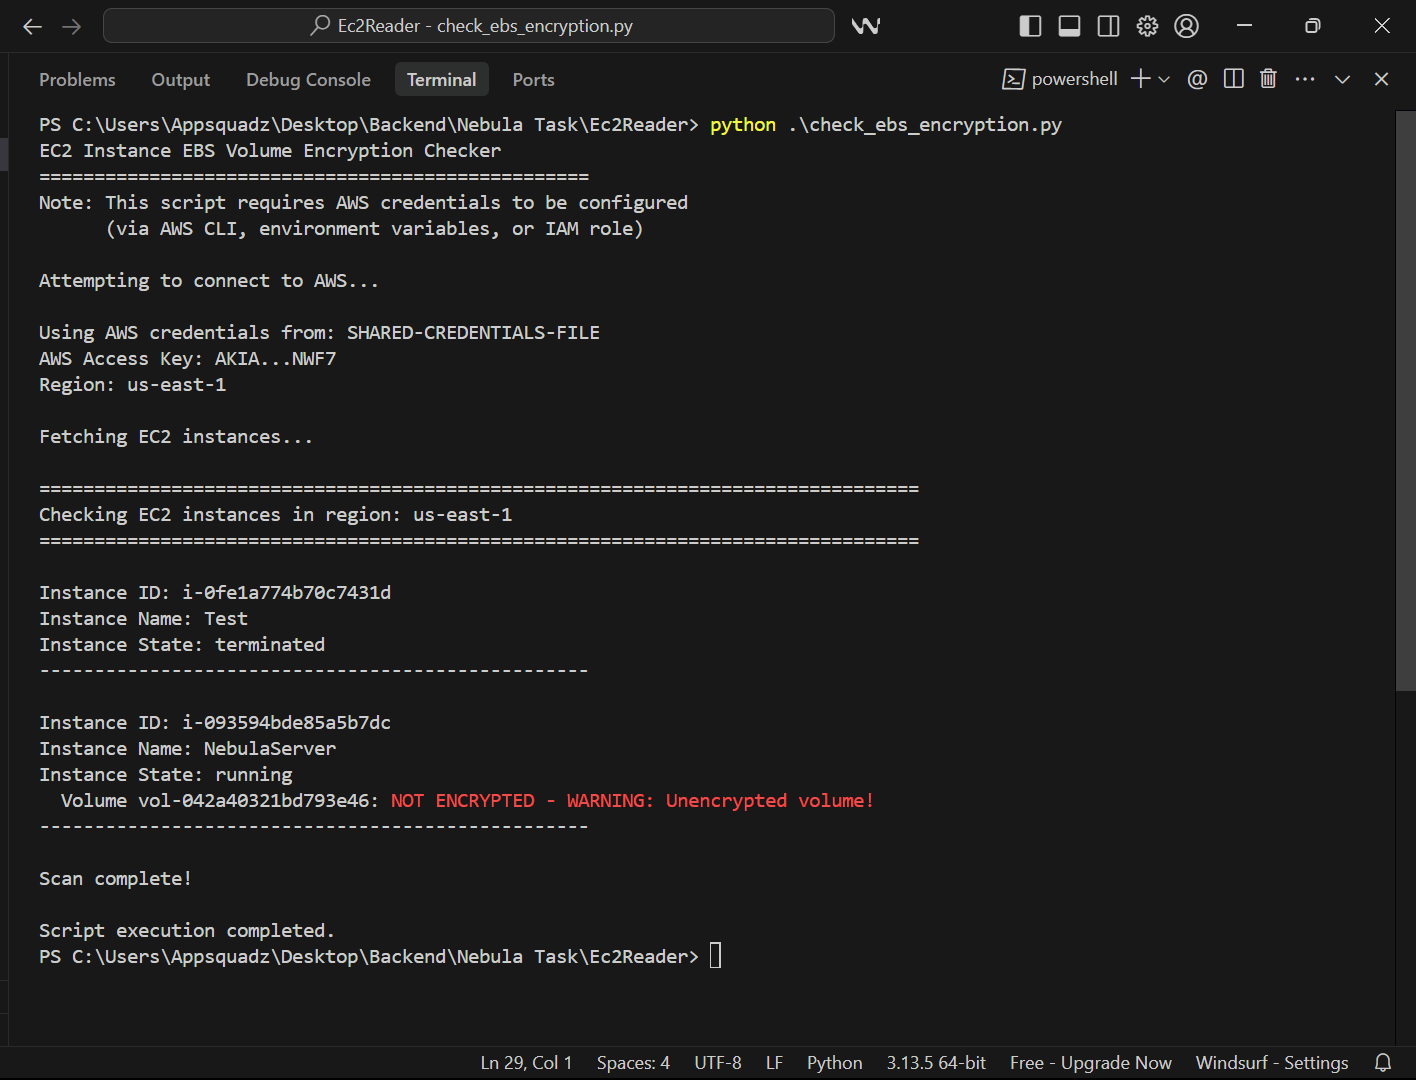 Ec2Reader - check_ebs_encryption.py
Problems Output Debug Console Terminal Ports powershell
PS C:\Users\Appsquadz\Desktop\Backend\Nebula Task\Ec2Reader> python .\check_ebs_encryption.py
EC2 Instance EBS Volume Encryption Checker
==================================================
Note: This script requires AWS credentials to be configured
(via AWS CLI, environment variables, or IAM role)
Attempting to connect to AWS...
Using AWS credentials from: SHARED-CREDENTIALS-FILE
AWS Access Key: AKIA...NWF7
Region: us-east-1
Fetching EC2 instances...
================================================================================
Checking EC2 instances in region: us-east-1
================================================================================
Instance ID: i-0fe1a774b70c7431d
Instance Name: Test
Instance State: terminated
--------------------------------------------------
Instance ID: i-093594bde85a5b7dc
Instance Name: NebulaServer
Instance State: running
Volume vol-042a40321bd793e46: NOT ENCRYPTED - WARNING: Unencrypted volume!
--------------------------------------------------
Scan complete!
Script execution completed.
PS C:\Users\Appsquadz\Desktop\Backend\Nebula Task\Ec2Reader>
Ln 29, Col 1 Spaces: 4 UTF-8 LF Python 3.13.5 64-bit Free - Upgrade Now Windsurf - Settings